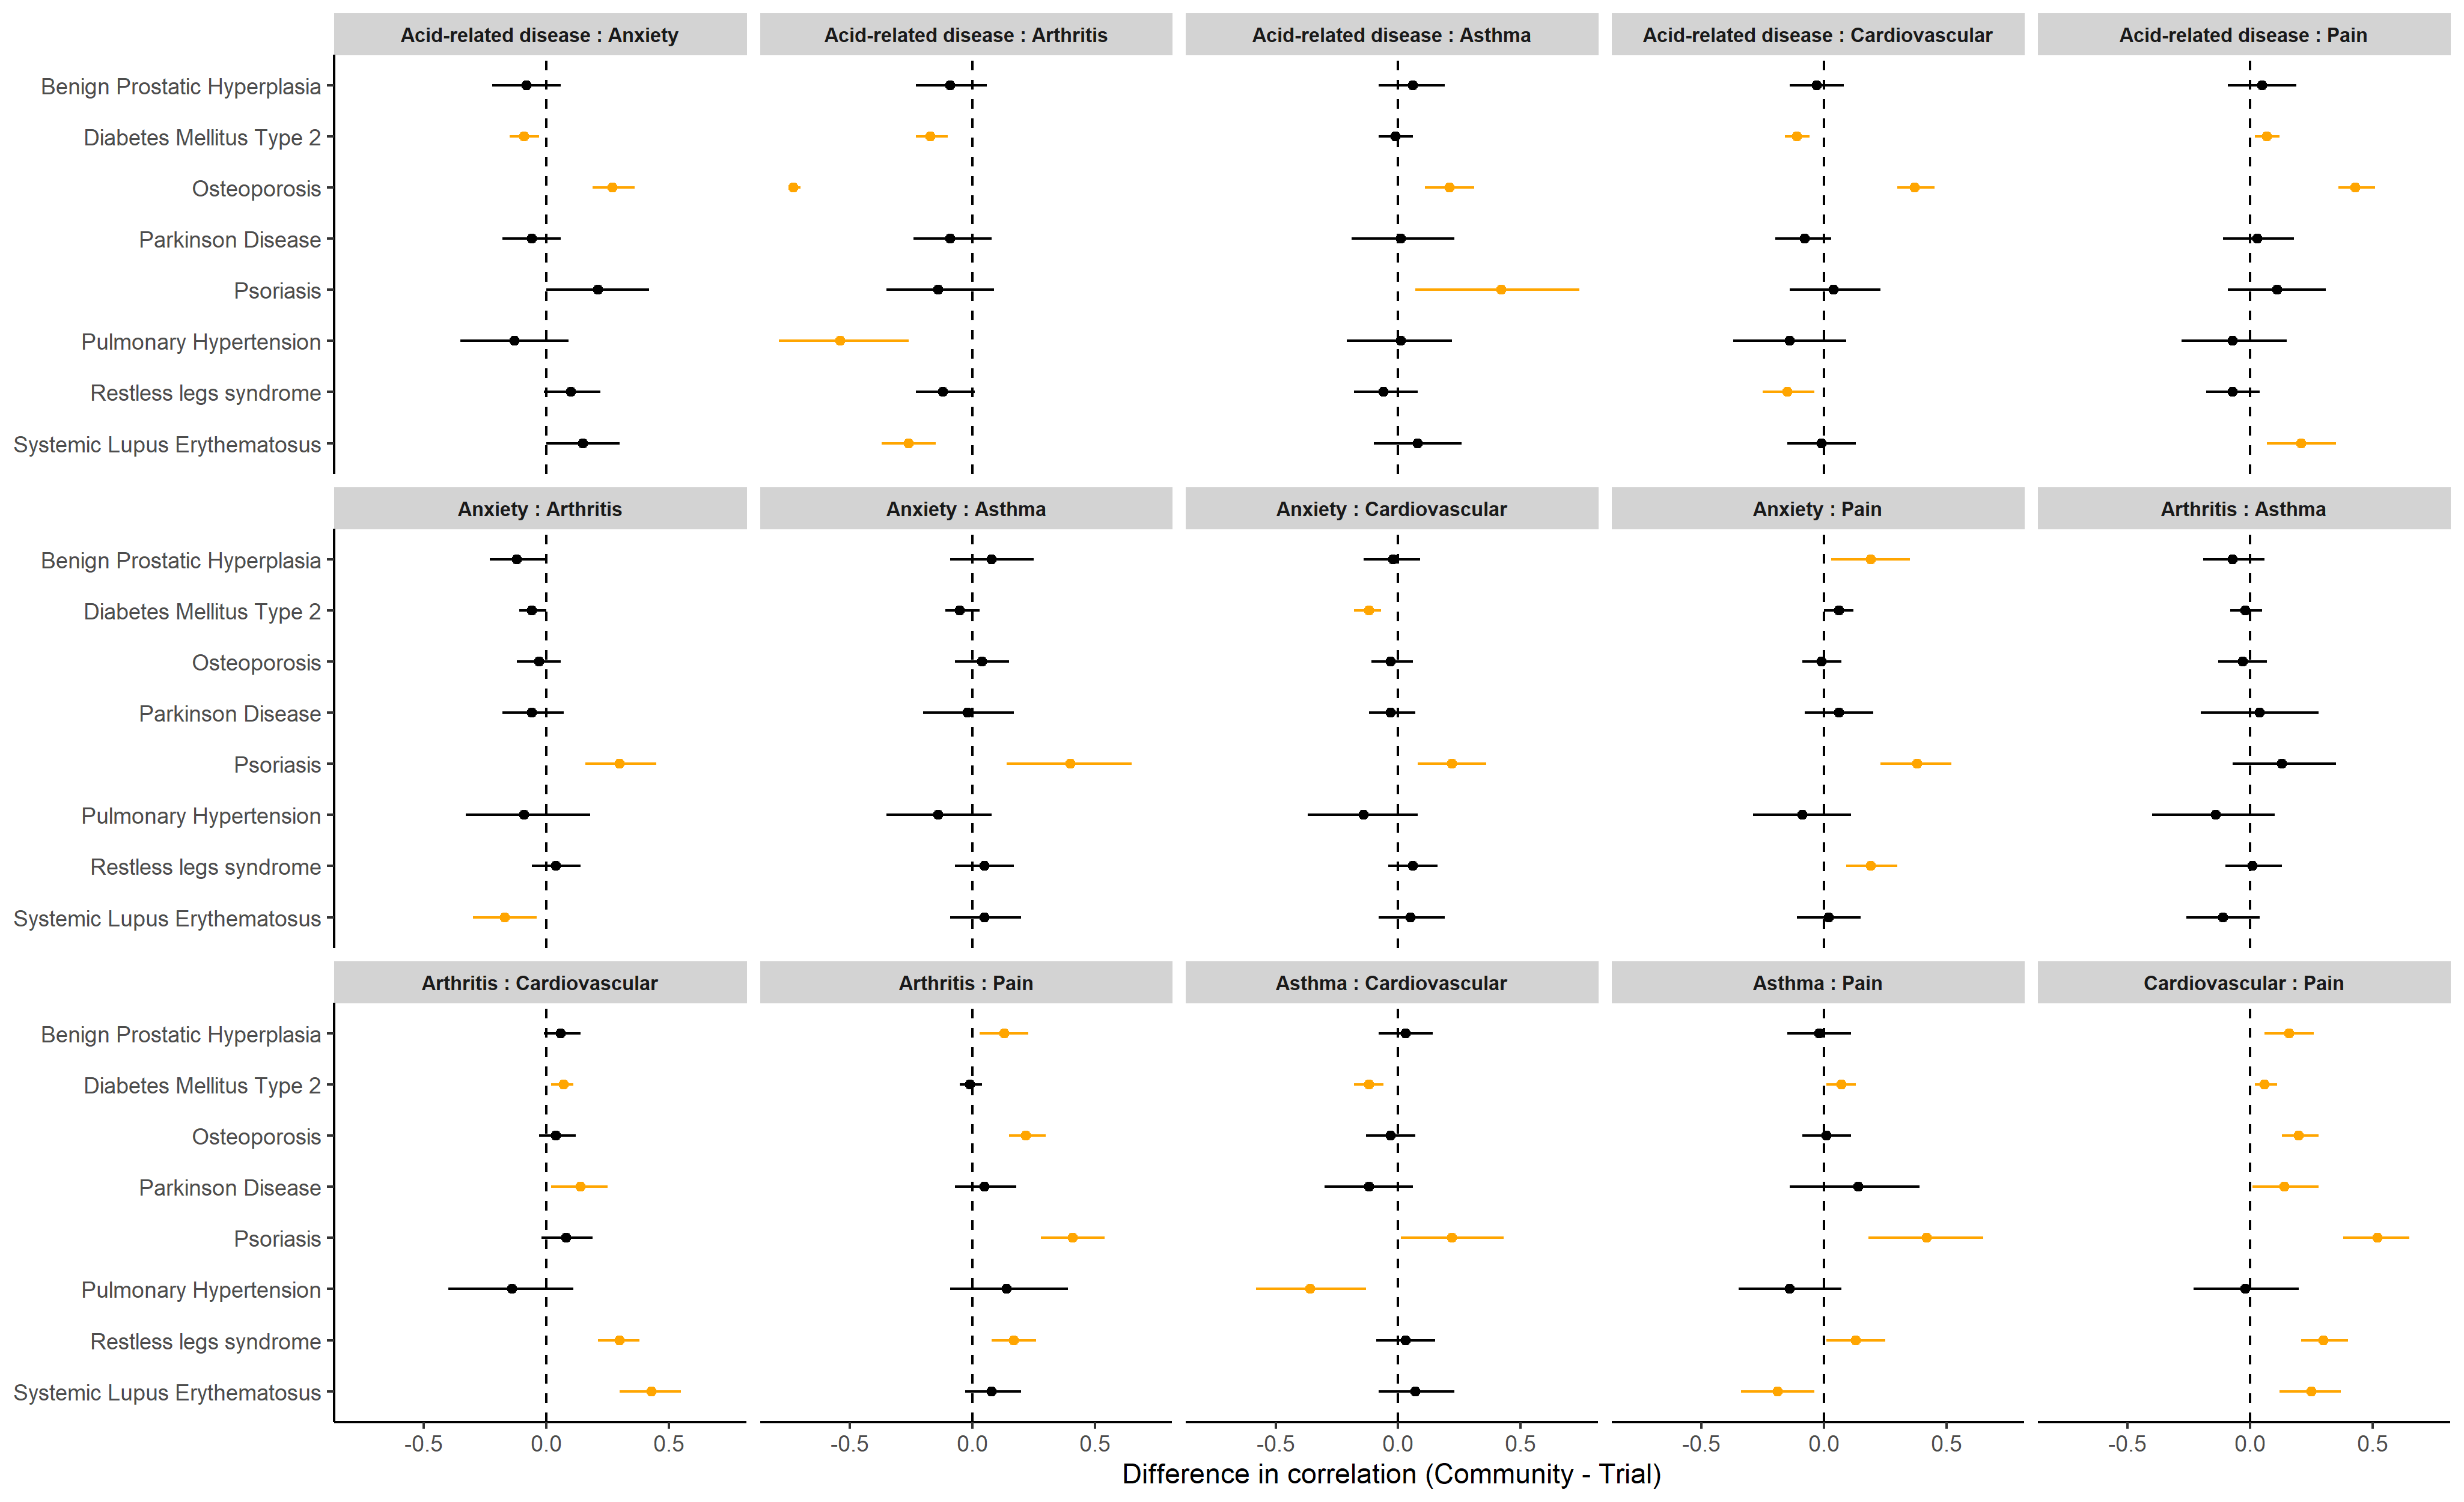 Acid-related disease : Anxiety
Acid-related disease : Arthritis
Acid-related disease : Asthma
Acid-related disease : Cardiovascular
Acid-related disease : Pain
Benign Prostatic Hyperplasia
Diabetes Mellitus Type 2
Osteoporosis
Parkinson Disease
Psoriasis
Pulmonary Hypertension
Restless legs syndrome
Systemic Lupus Erythematosus
Anxiety : Arthritis
Anxiety : Asthma
Anxiety : Cardiovascular
Anxiety : Pain
Arthritis : Asthma
Benign Prostatic Hyperplasia
Diabetes Mellitus Type 2
Osteoporosis
Parkinson Disease
Psoriasis
Pulmonary Hypertension
Restless legs syndrome
Systemic Lupus Erythematosus
Arthritis : Cardiovascular
Arthritis : Pain
Asthma : Cardiovascular
Asthma : Pain
Cardiovascular : Pain
Benign Prostatic Hyperplasia
Diabetes Mellitus Type 2
Osteoporosis
Parkinson Disease
Psoriasis
Pulmonary Hypertension
Restless legs syndrome
Systemic Lupus Erythematosus
-0.5 0.0 0.5
-0.5 0.0 0.5
-0.5 0.0 0.5
-0.5 0.0 0.5
-0.5 0.0 0.5
Difference in correlation (Community - Trial)